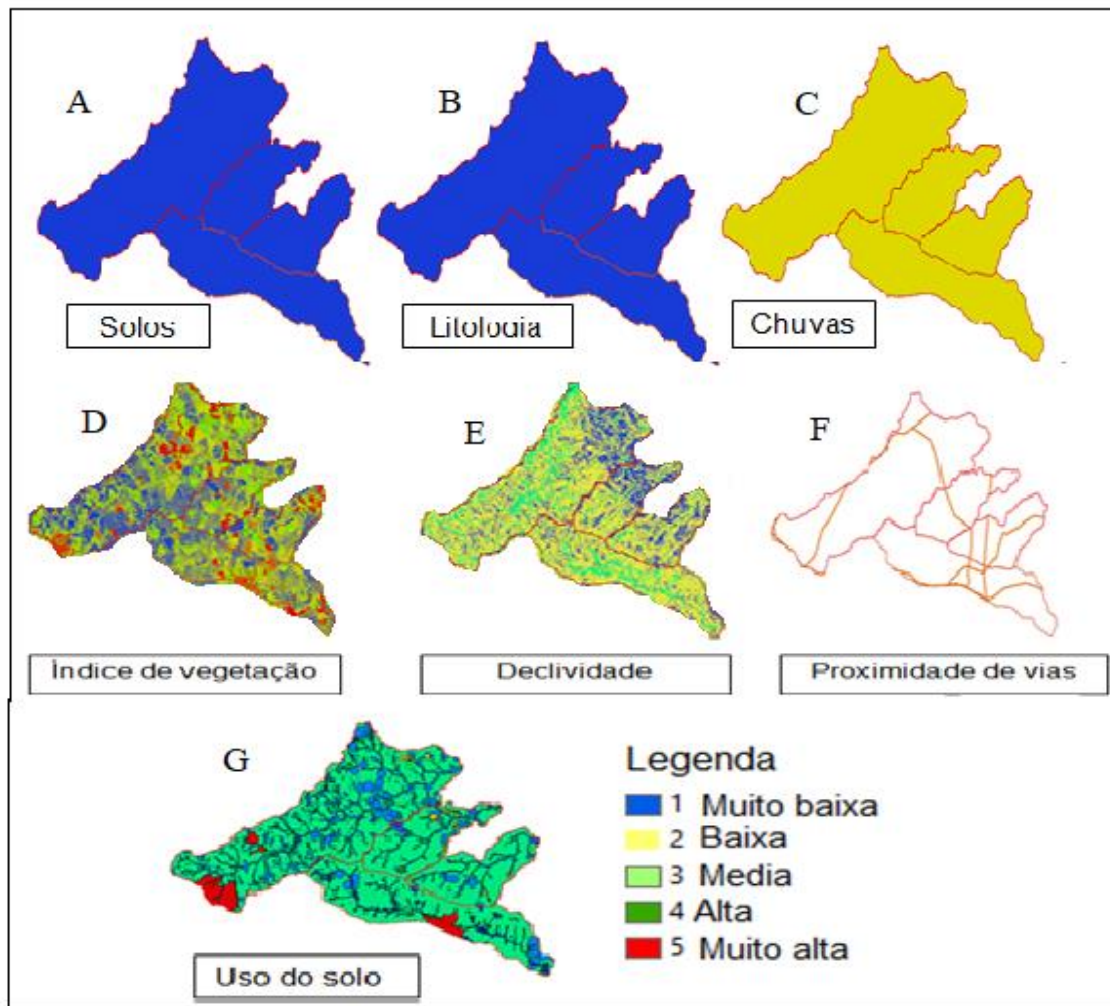 A
B
C
Solos
Litologia
Chuvas
D
E
F
Índice de vegetação
Declividade
Proximidade de vias
G
Legenda
1 Muito baixa
2 Baixa
3 Media
4 Alta
5 Muito alta
Uso do solo